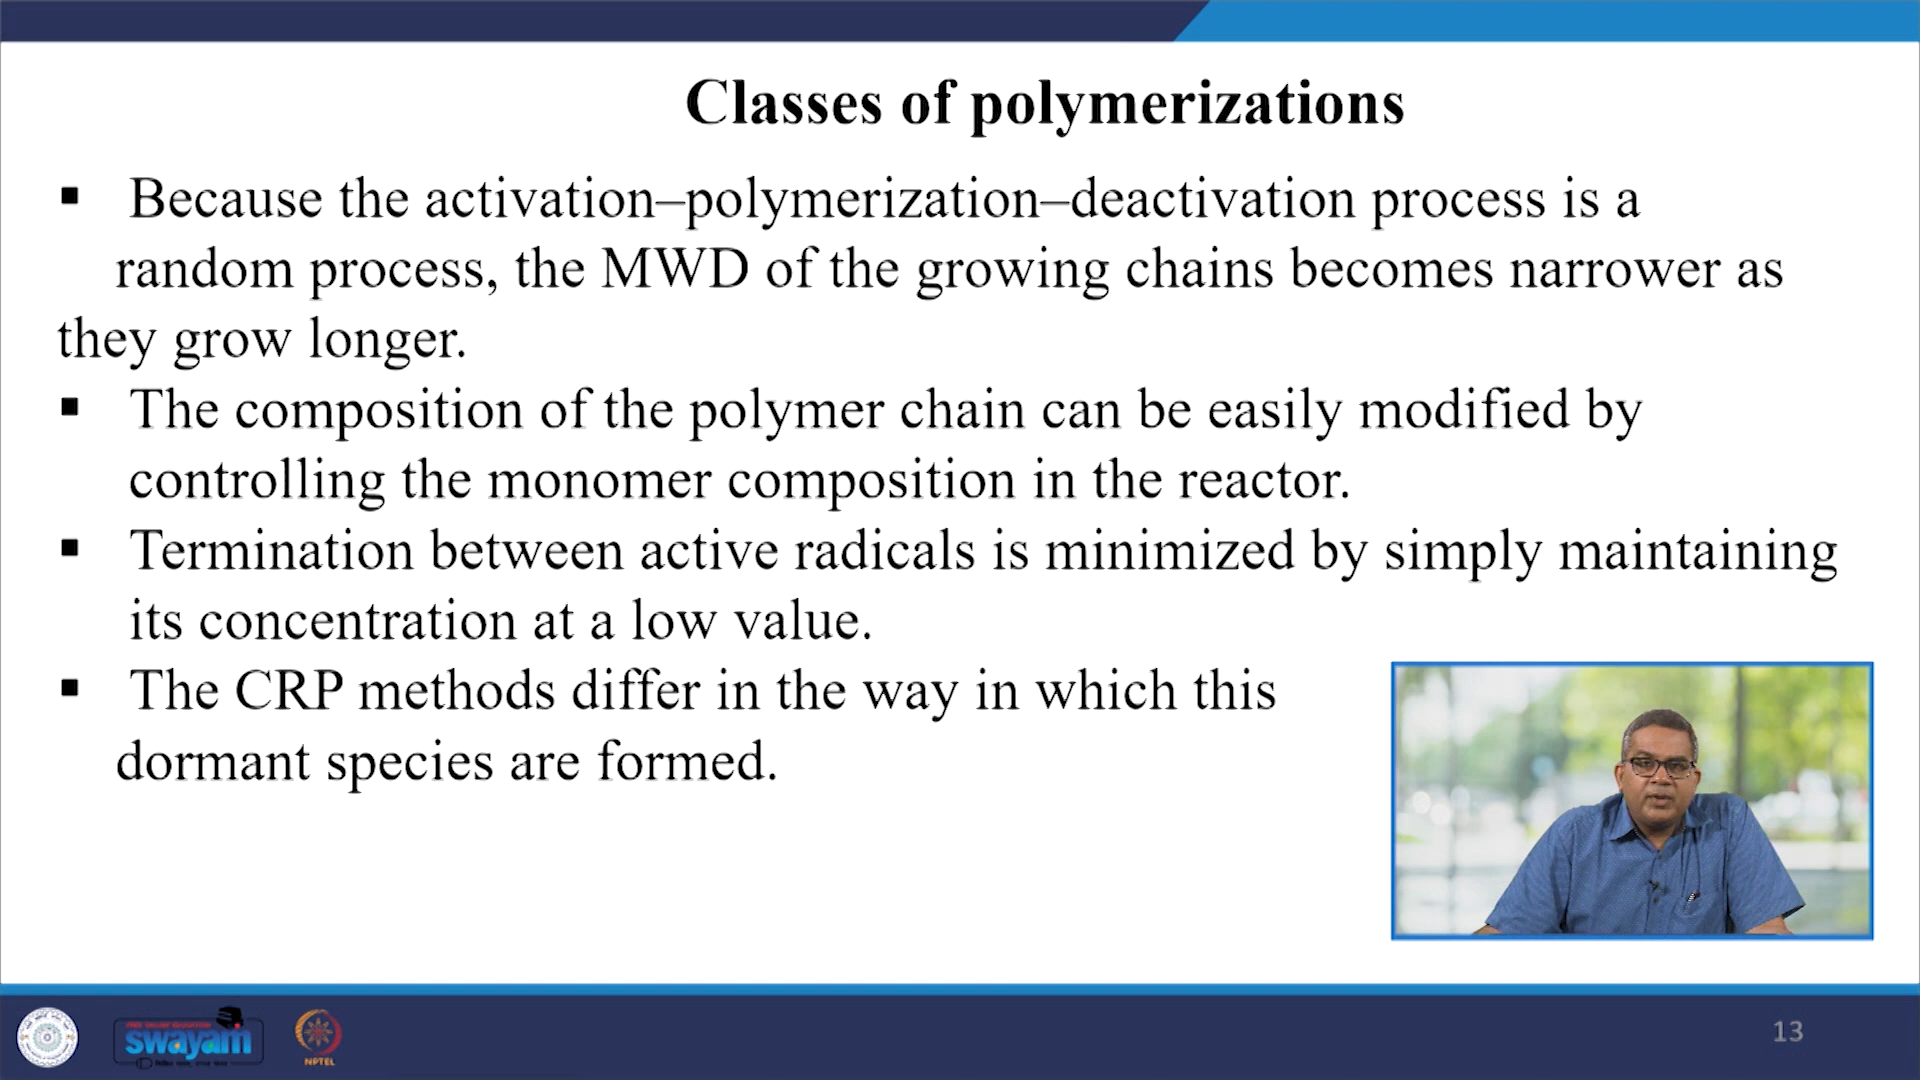 Classes of polymerizations
▪ Because the activation–polymerization–deactivation process is a
random process, the MWD of the growing chains becomes narrower as
they grow longer.
▪ The composition of the polymer chain can be easily modified by
controlling the monomer composition in the reactor.
▪ Termination between active radicals is minimized by simply maintaining
its concentration at a low value.
▪ The CRP methods differ in the way in which this
dormant species are formed.
swayam
NPTEL
13